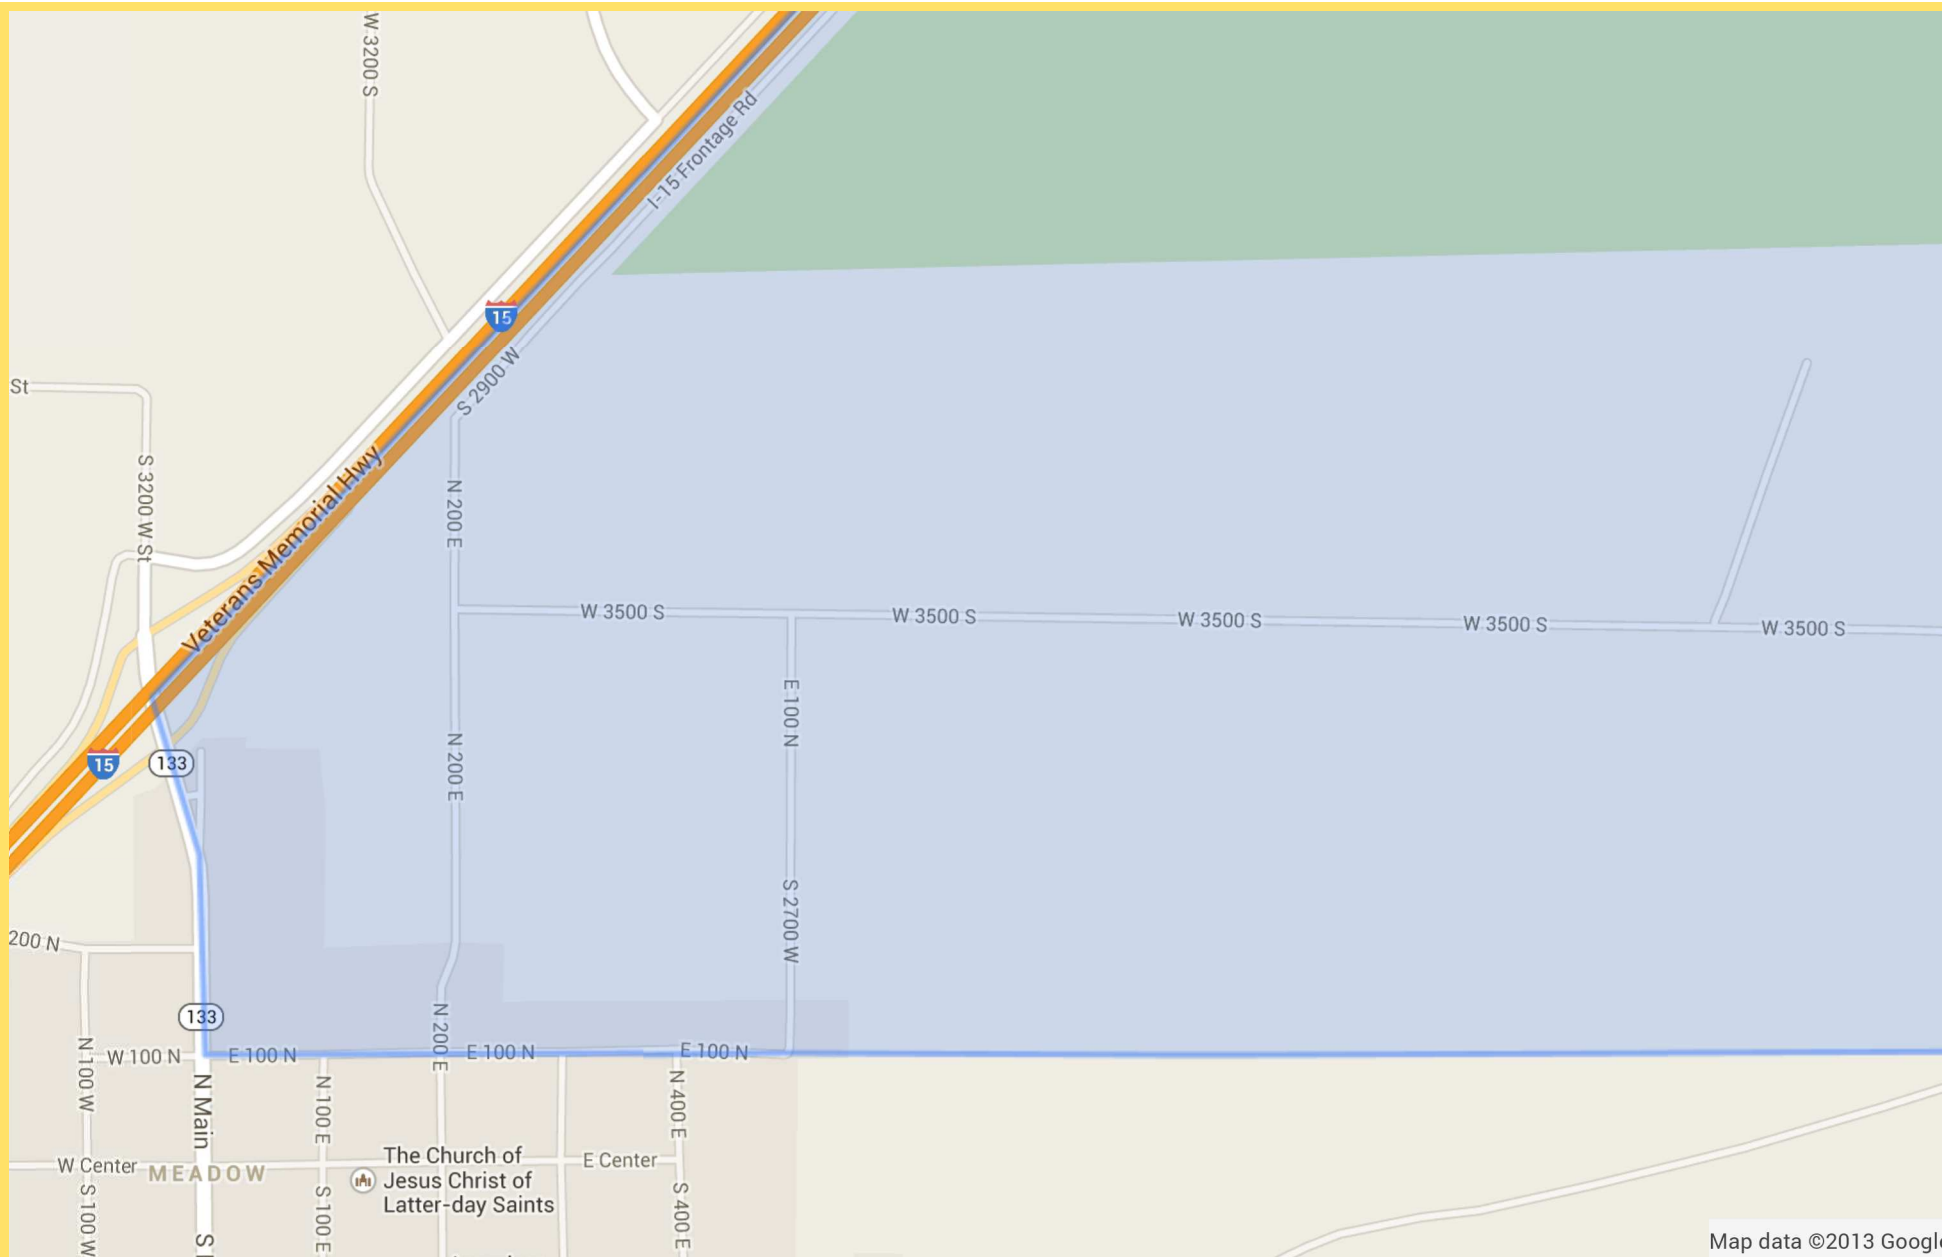 W 3200 S
I-15 Frontage Rd
15
S 2900 W
St
S 3200 W St
Veterans Memorial Hwy
N 200 E
W 3500 S
W 3500 S
W 3500 S
W 3500 S
W 3500 S
E 100 N
N 200 E
15
133
S 2700 W
200 N
133
N 200 E
W 100 N
E 100 N
E 100 N
E 100 N
N 100 W
N Main
N 100 E
N 400 E
W Center
MEADOW
The Church of
Jesus Christ of
Latter-day Saints
E Center
S 100 W
S 100 E
S 400 E
Map data ©2013 Google